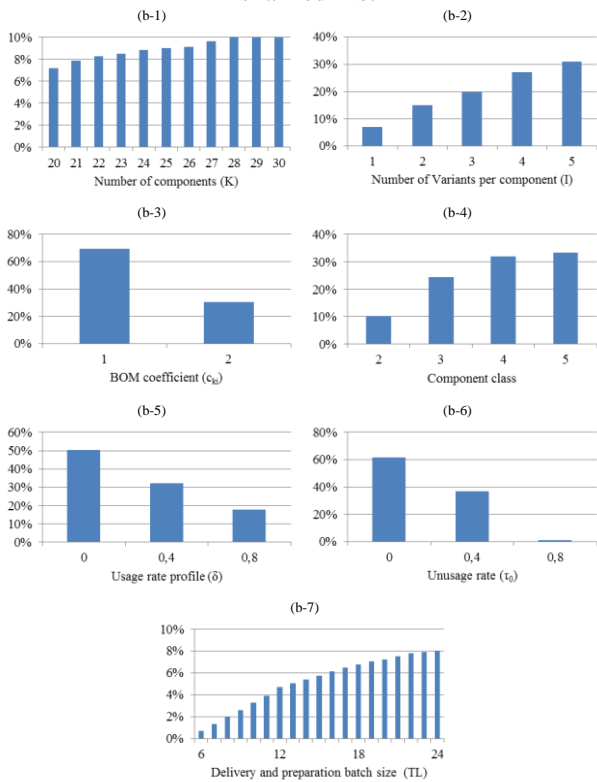 (b-1)
10%
8%
6%
4%
2%
0%
20 21 22 23 24 25 26 27 28 29 30
Number of components (K)
(b-2)
40%
30%
20%
10%
0%
1 2 3 4 5
Number of Variants per component (I)
(b-3)
80%
60%
40%
20%
0%
1 2
BOM coefficient (cₖᵢ)
(b-4)
40%
30%
20%
10%
0%
2 3 4 5
Component class
(b-5)
60%
50%
40%
30%
20%
10%
0%
0 0,4 0,8
Usage rate profile (δ)
(b-6)
80%
60%
40%
20%
0%
0 0,4 0,8
Unusage rate (τ₀)
(b-7)
10%
8%
6%
4%
2%
0%
6 12 18 24
Delivery and preparation batch size (TL)